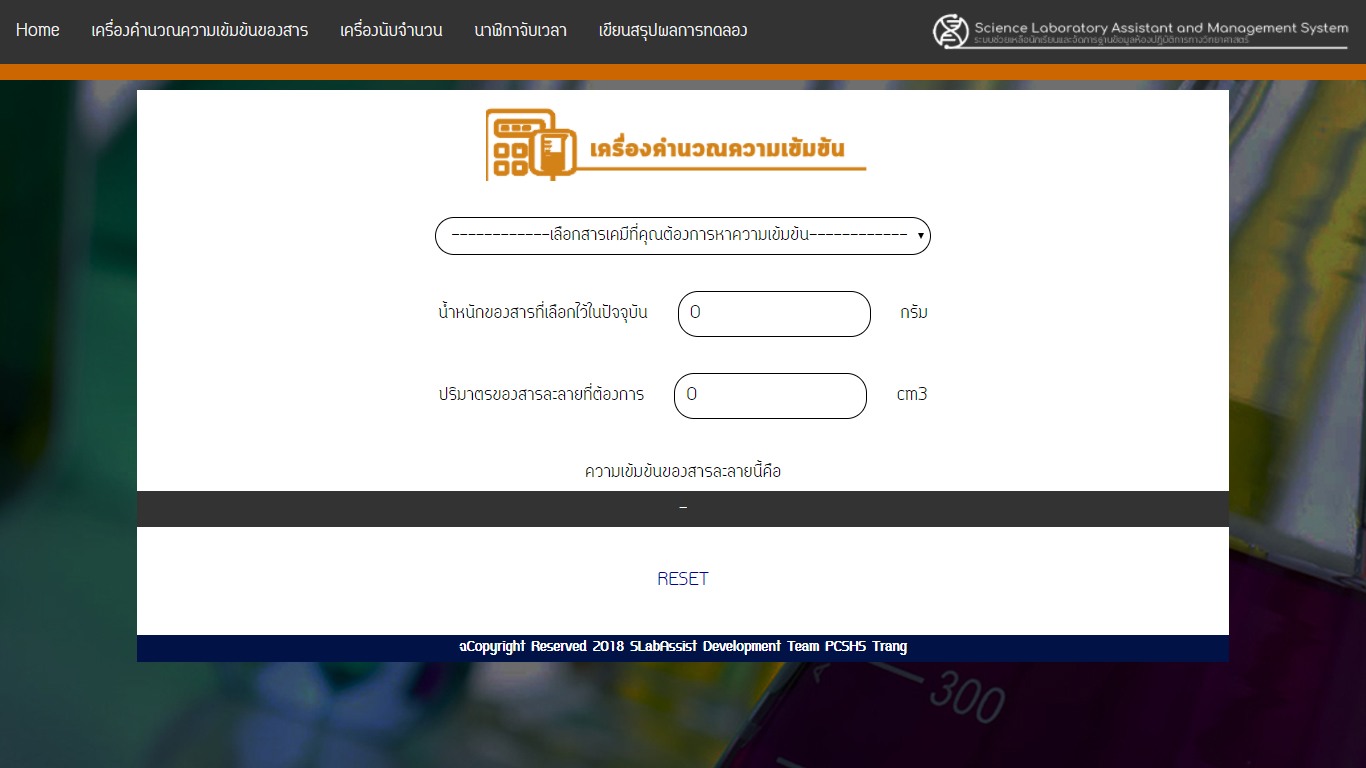 Home เครื่องคำนวณความเข้มข้นของสาร เครื่องนับจำนวน นาฬิกาจับเวลา เขียนสรุปผลการทดลอง
Science Laboratory Assistant and Management System
ระบบช่วยเหลือนักเรียนและจัดการฐานข้อมูลห้องปฏิบัติการทางวิทยาศาสตร์
เครื่องคำนวณความเข้มข้น
------------เลือกสารเคมีที่คุณต้องการหาความเข้มข้น------------
น้ำหนักของสารที่เลือกไว้ในปัจจุบัน 0 กรัม
ปริมาตรของสารละลายที่ต้องการ 0 cm3
ความเข้มข้นของสารละลายนี้คือ
-
RESET
aCopyright Reserved 2018 SLabAssist Development Team PCSHS Trang
300